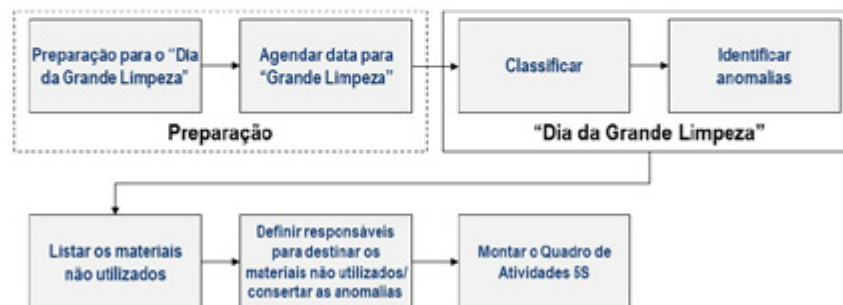 Preparação para o “Dia
da Grande Limpeza”
Agendar data para
“Grande Limpeza”
Classificar
Identificar
anomalias
Preparação
“Dia da Grande Limpeza”
Listar os materiais
não utilizados
Definir responsáveis
para destinar os
materiais não utilizados/
consertar as anomalias
Montar o Quadro de
Atividades 5S